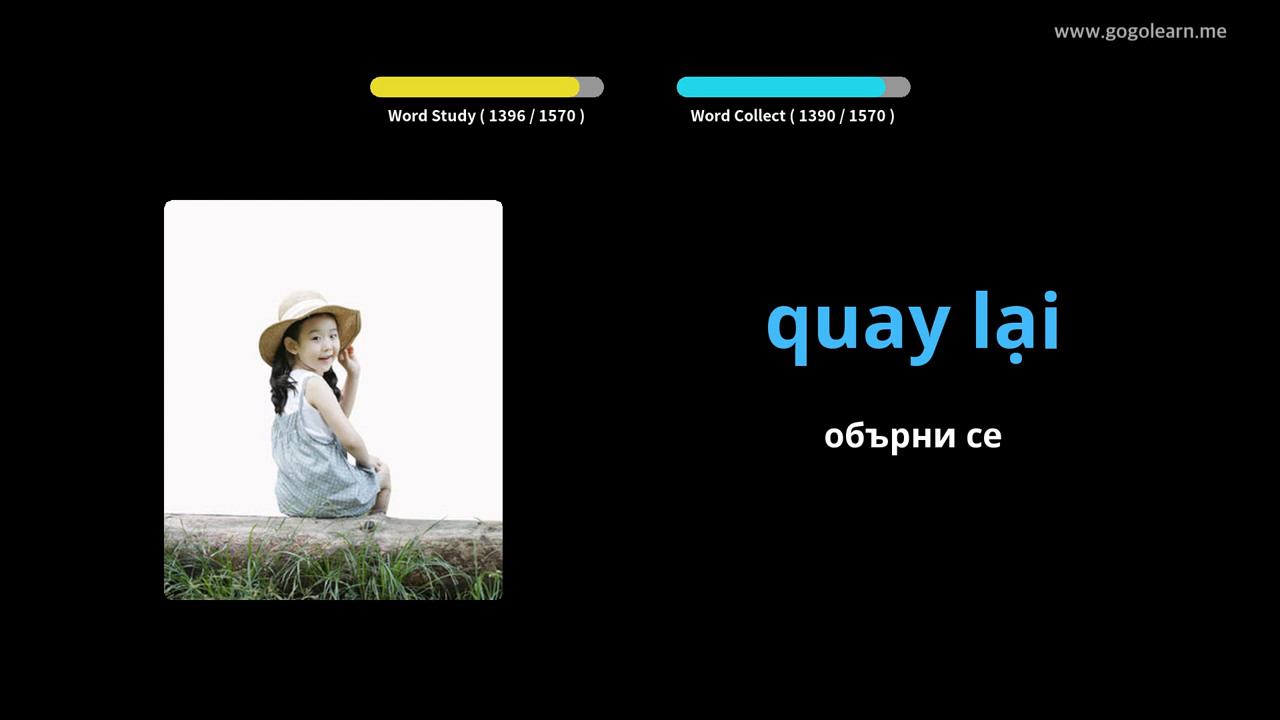 www.gogolearn.me
Word Study ( 1396 / 1570 )
Word Collect ( 1390 / 1570 )
quay lại
обърни се